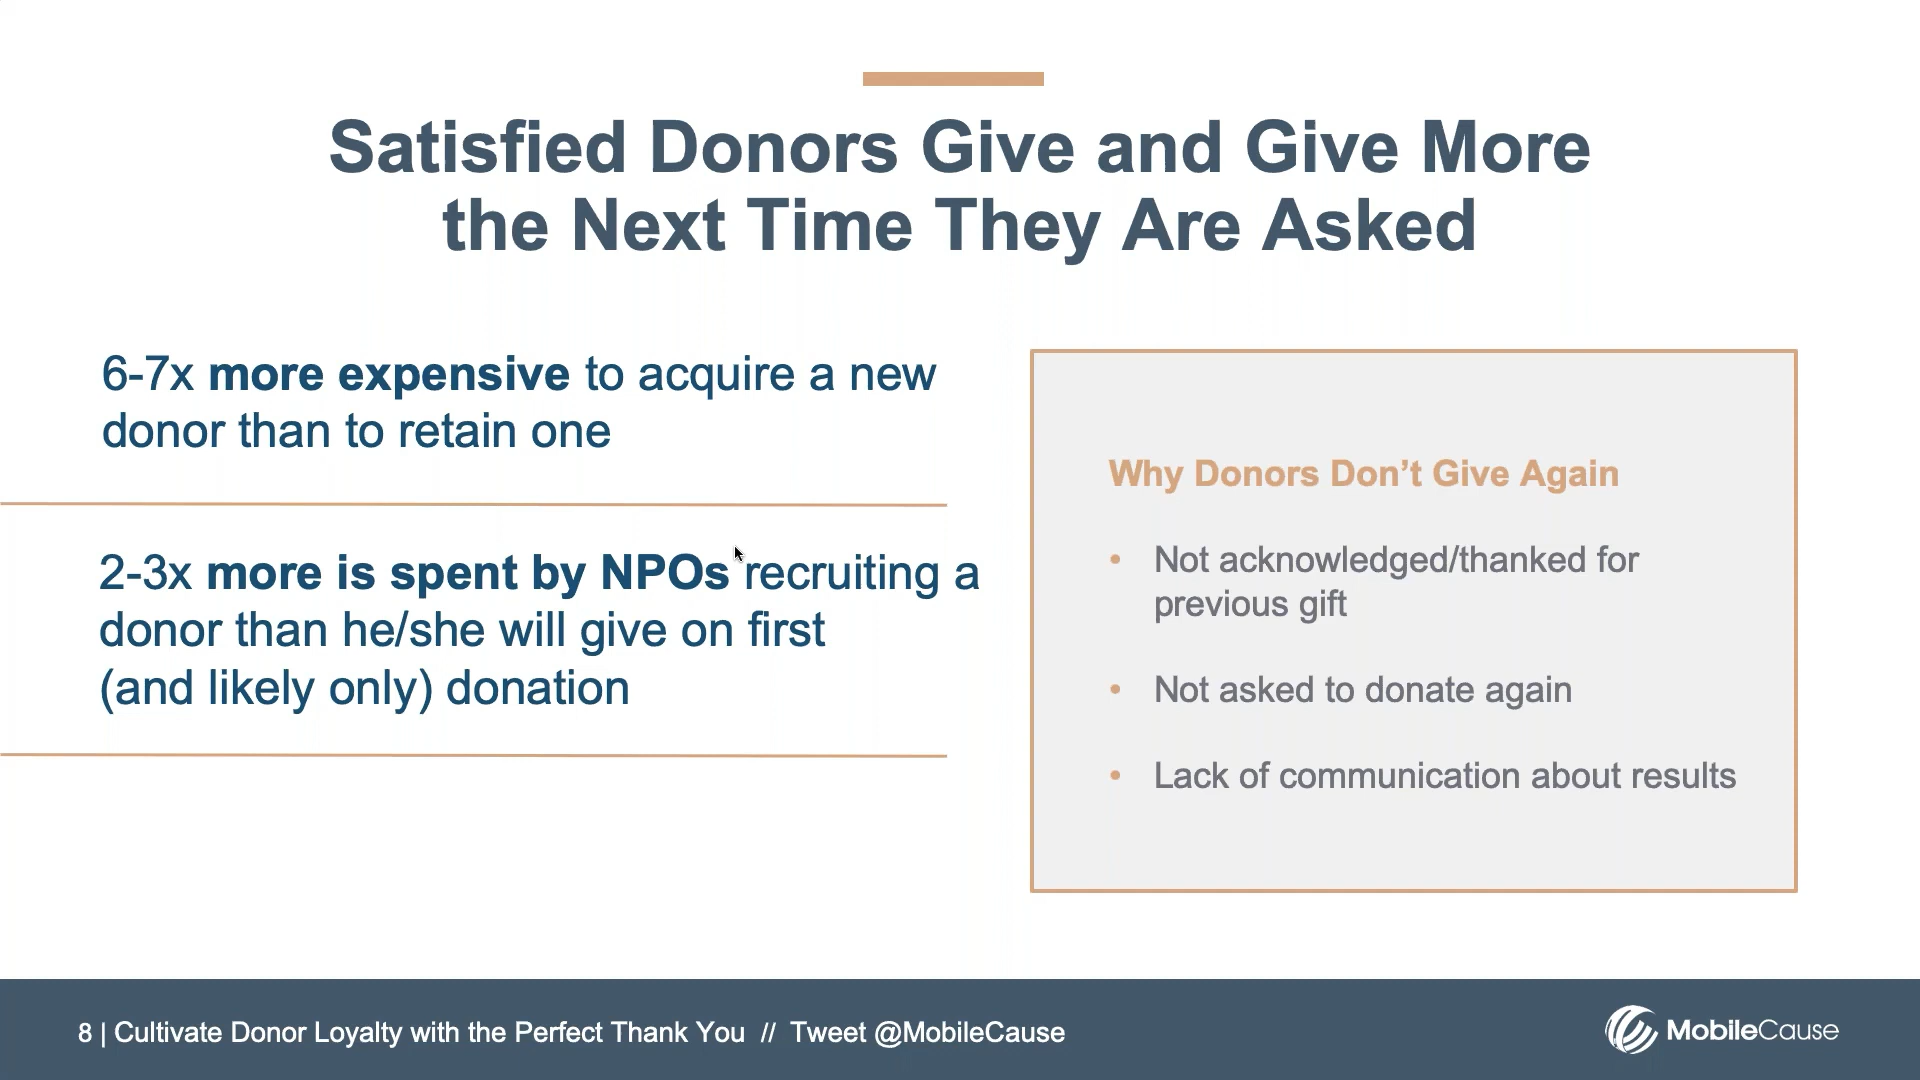 Satisfied Donors Give and Give More
the Next Time They Are Asked
6-7x more expensive to acquire a new
donor than to retain one
2-3x more is spent by NPOs recruiting a
donor than he/she will give on first
(and likely only) donation
Why Donors Don’t Give Again
• Not acknowledged/thanked for
previous gift
• Not asked to donate again
• Lack of communication about results
8 | Cultivate Donor Loyalty with the Perfect Thank You // Tweet @MobileCause
MobileCause